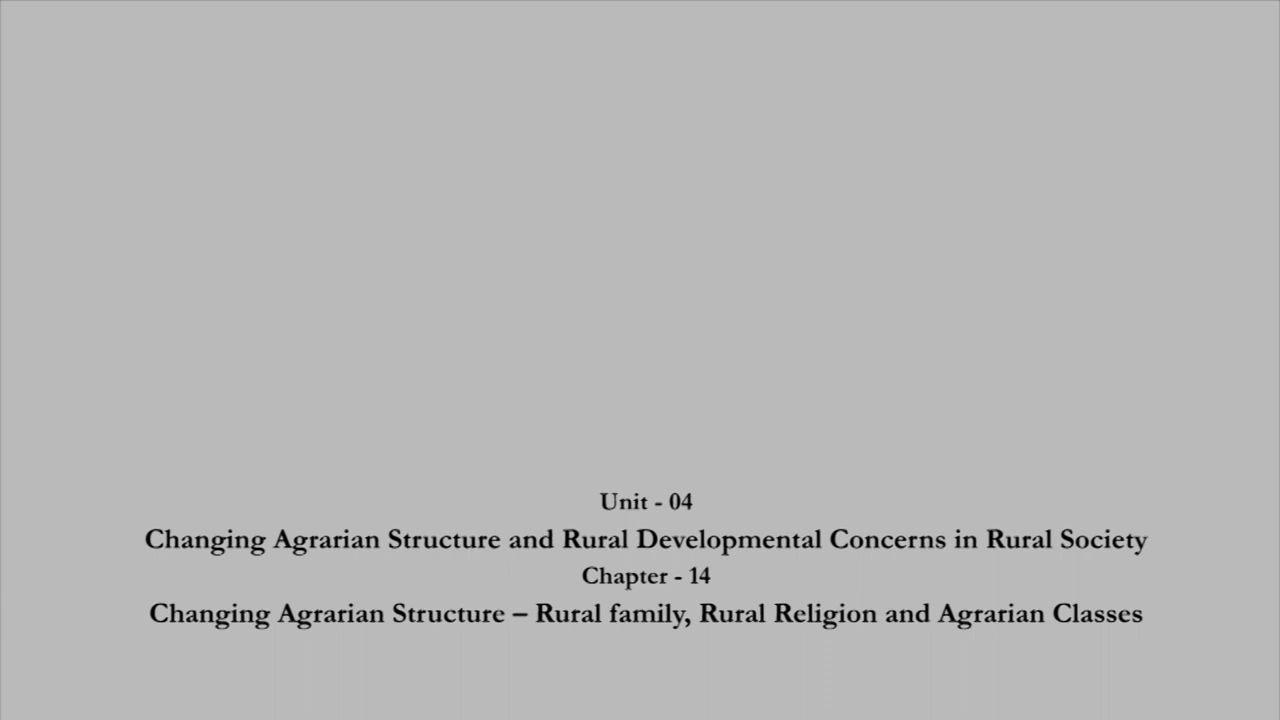 Unit - 04
Changing Agrarian Structure and Rural Developmental Concerns in Rural Society
Chapter - 14
Changing Agrarian Structure – Rural family, Rural Religion and Agrarian Classes